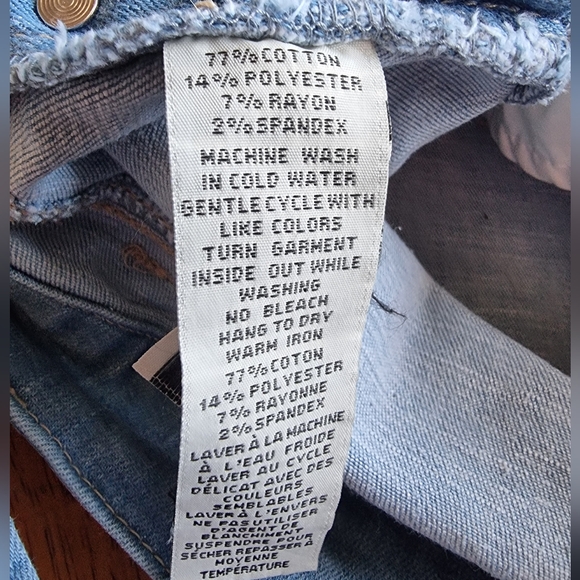 77% COTTON
14% POLYESTER
7% RAYON
2% SPANDEX
MACHINE WASH
IN COLD WATER
GENTLE CYCLE WITH
LIKE COLORS
TURN GARMENT
INSIDE OUT WHILE
WASHING
NO BLEACH
HANG TO DRY
WARM IRON
77% COTON
14% POLYESTER
7% RAYONNE
2% SPANDEX
LAVER À LA MACHINE
À L'EAU FROIDE
LAVER AU CYCLE
DÉLICAT AVEC DES
COULEURS
SEMBLABLES
LAVER À L'ENVERS
NE PAS UTILISER
D'AGENT DE
BLANCHIMENT
SUSPENDRE POUR
SÉCHER REPASSER À
MOYENNE
TEMPÉRATURE